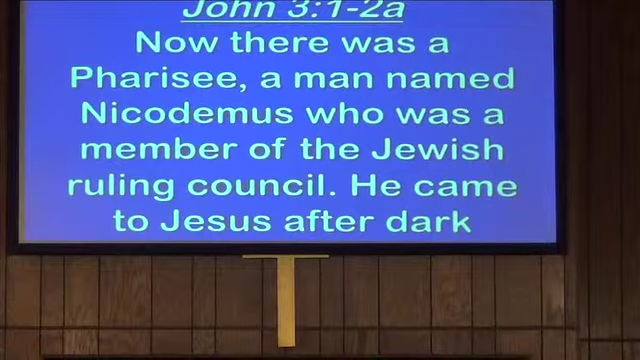 John 3:1-2a
Now there was a
Pharisee, a man named
Nicodemus who was a
member of the Jewish
ruling council. He came
to Jesus after dark